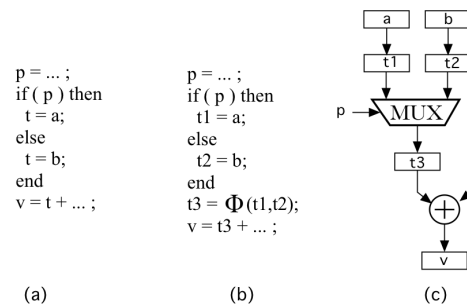 p = ... ;
if ( p ) then
t = a;
else
t = b;
end
v = t + ... ;
(a)
p = ... ;
if ( p ) then
t1 = a;
else
t2 = b;
end
t3 = Φ(t1,t2);
v = t3 + ... ;
(b)
a b
t1 t2
p MUX
t3
+
v
(c)